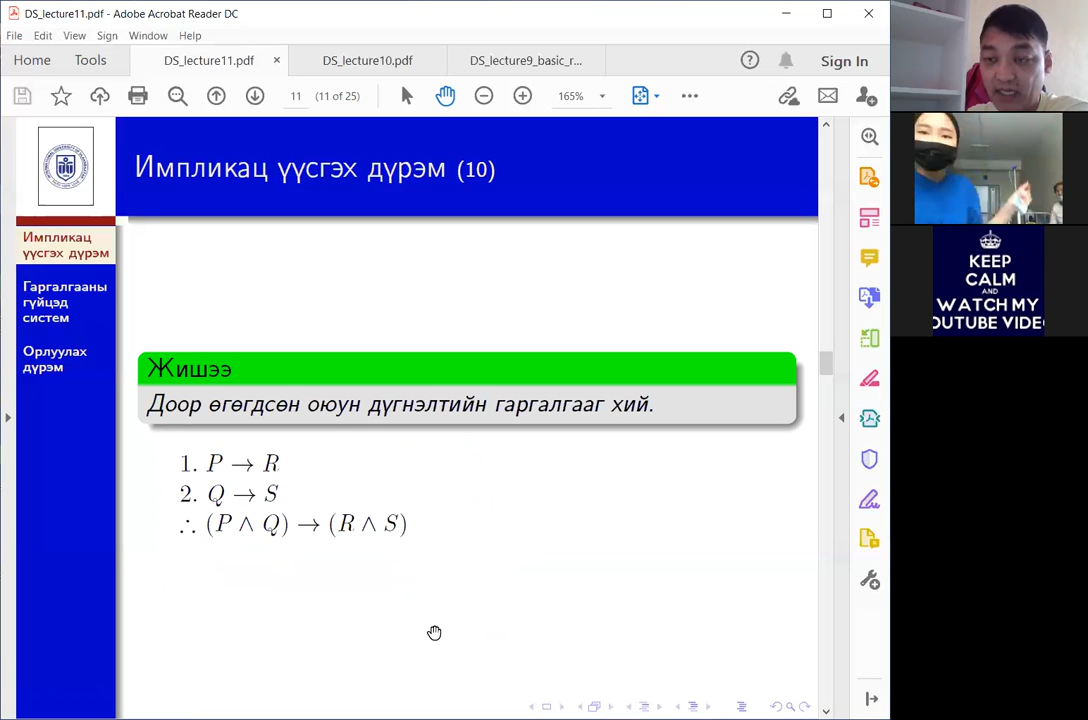 DS_lecture11.pdf - Adobe Acrobat Reader DC
File Edit View Sign Window Help
Home Tools DS_lecture11.pdf × DS_lecture10.pdf DS_lecture9_basic_r... Sign In
11 (11 of 25) 165%
Импликац үүсгэх дүрэм (10)
Импликац
үүсгэх дүрэм
Гаргалгааны
гүйцэд
систем
Орлуулах
дүрэм
Жишээ
Доор өгөгдсөн оюун дүгнэлтийн гаргалгааг хий.
1. P → R
2. Q → S
∴ (P ∧ Q) → (R ∧ S)
KEEP
CALM
AND
WATCH MY
OUTUBE VIDE